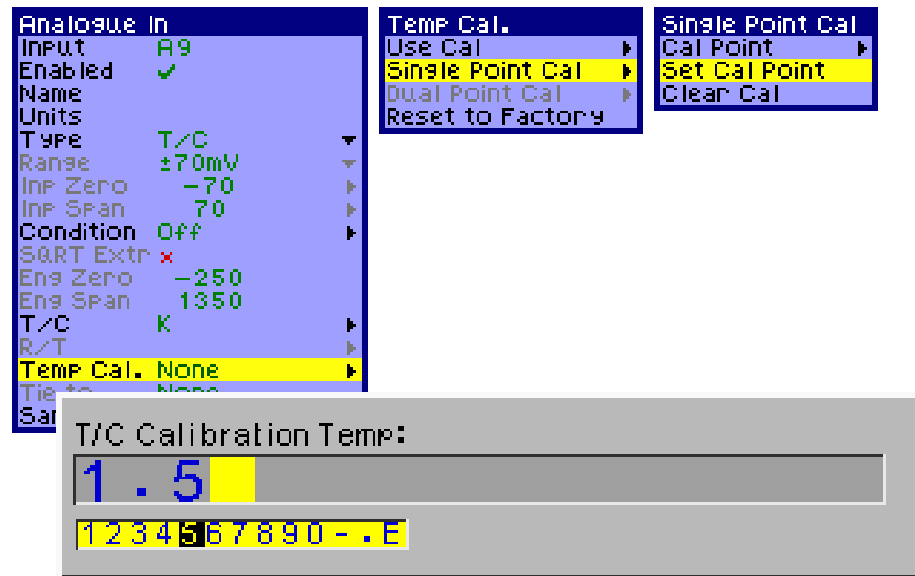 Analogue In
Input A9
Enabled ✓
Name
Units
Type T/C
Range ±70mV
Inp Zero -70
Inp Span 70
Condition Off
SQRT Extr x
Eng Zero -250
Eng Span 1350
T/C K
R/T
Temp Cal. None
Tie to None
Sa
Temp Cal.
Use Cal
Single Point Cal
Dual Point Cal
Reset to Factory
Single Point Cal
Cal Point
Set Cal Point
Clear Cal
T/C Calibration Temp:
1.5
1234567890-.E